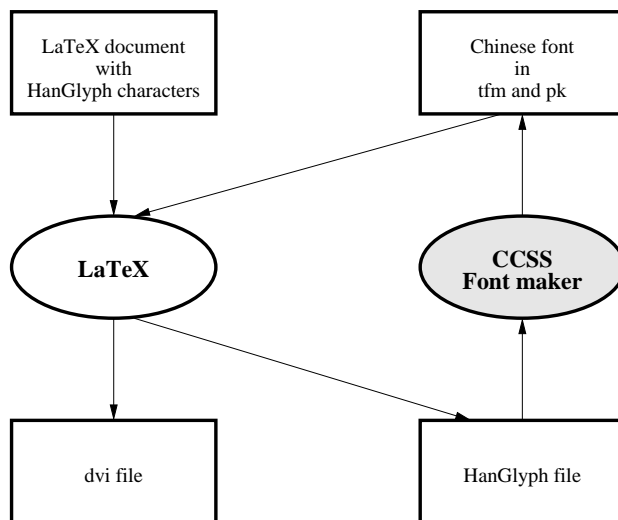 LaTeX document
with
HanGlyph characters
Chinese font
in
tfm and pk
LaTeX
CCSS
Font maker
dvi file
HanGlyph file